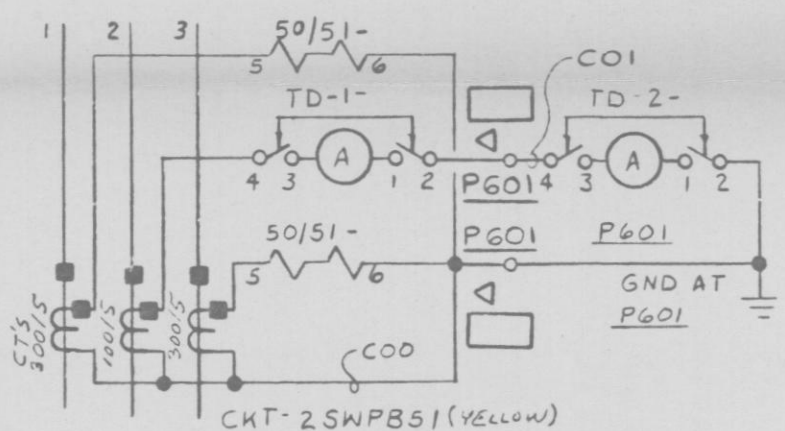 1 2 3
50/51-
5 6
C01
TD-1-
TD-2-
A
A
4 3 1 2
4 3 1 2
P601
50/51-
P601
P601
5 6
GND AT
P601
CT'S
300/5
100/5
300/5
C00
CKT-2SWPB51(YELLOW)